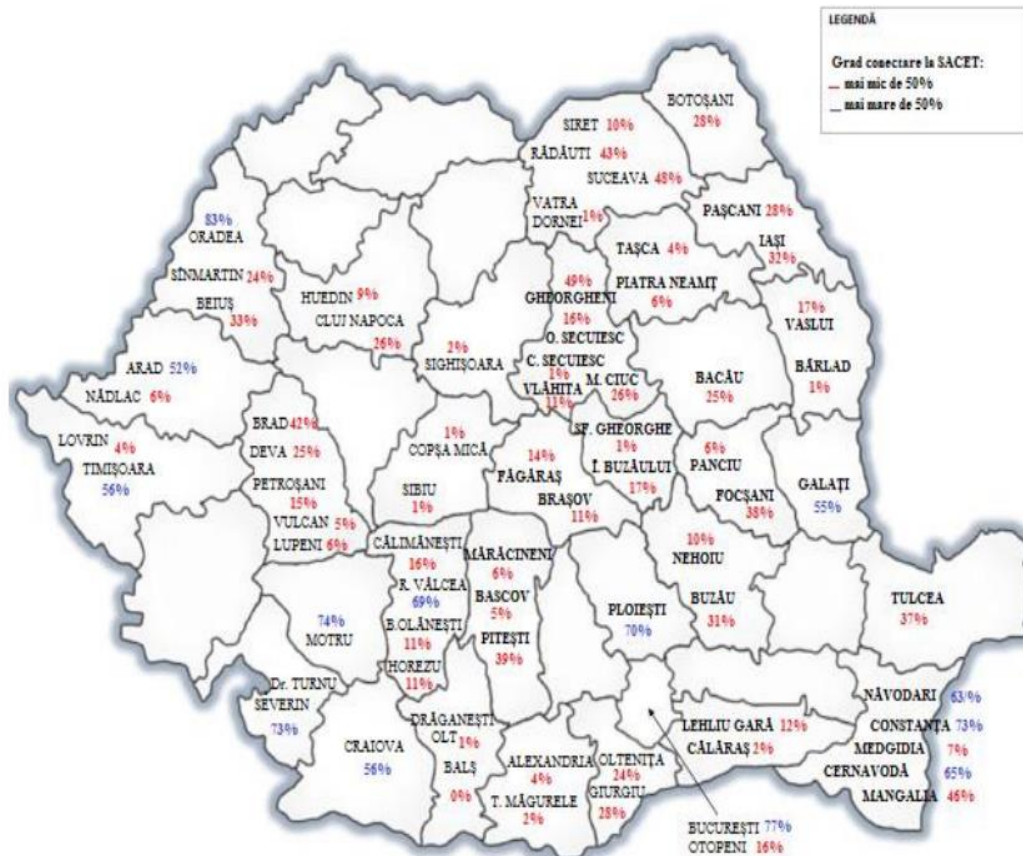 LEGENDĂ
Grad conectare la SACET:
mai mic de 50%
mai mare de 50%
BOTOȘANI
28%
SIRET 10%
RĂDĂUTI 43%
SUCEAVA 48%
VATRA
DORNEI 1%
PAȘCANI 28%
IAȘI
32%
83%
ORADEA
SÎNMARTIN 24%
BEIUȘ
33%
HUEDIN 9%
CLUJ NAPOCA
26%
TAȘCA 4%
PIATRA NEAMȚ
6%
49%
GHEORGHENI
16%
O. SECUIESC
C. SECUIESC
1%
VLĂHITA
11%
M. CIUC
26%
2%
SIGHIȘOARA
17%
VASLUI
BÂRLAD
1%
BACĂU
25%
ARAD 52%
NĂDLAC 6%
LOVRIN
4%
TIMIȘOARA
56%
BRAD 42%
DEVA 25%
PETROȘANI
15%
VULCAN 5%
LUPENI 6%
1%
COPȘA MICĂ
SIBIU
1%
14%
FĂGĂRAȘ
BRAȘOV
11%
SF. GHEORGHE
1%
Î. BUZĂULUI
17%
6%
PANCIU
FOCȘANI
38%
GALAȚI
55%
CĂLIMĂNEȘTI
16%
R. VÂLCEA
69%
B.OLĂNEȘTI
11%
HOREZU
11%
MĂRĂCINENI
6%
BASCOV
5%
PITEȘTI
39%
10%
NEHOIU
BUZĂU
31%
PLOIEȘTI
70%
TULCEA
37%
74%
MOTRU
Dr. TURNU
SEVERIN
73%
CRAIOVA
56%
DRĂGANEȘTI
OLT
1%
BALȘ
0%
ALEXANDRIA
4%
T. MĂGURELE
2%
OLTENIȚA
24%
GIURGIU
28%
LEHLIU GARĂ 12%
CĂLĂRAȘ 2%
NĂVODARI 63%
CONSTANȚA 73%
MEDGIDIA 7%
CERNAVODĂ 65%
MANGALIA 46%
BUCUREȘTI 77%
OTOPENI 16%